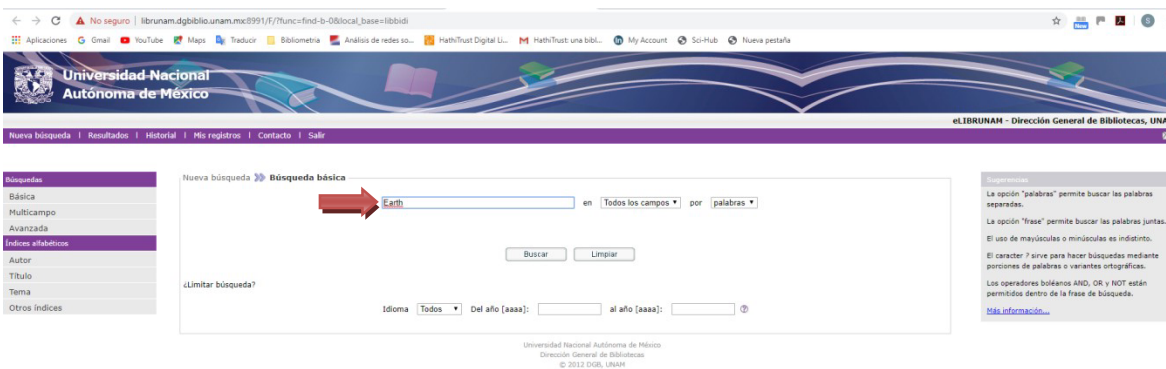 No seguro | librunam.dgbiblio.unam.mx:8991/F/?func=find-b-0&local_base=libbidi
Aplicaciones Gmail YouTube Maps Traducir Bibliometria Análisis de redes so... HathiTrust Digital Li... HathiTrust: una bibl... My Account Sci-Hub Nueva pestaña
Universidad Nacional
Autónoma de México
eLIBRUNAM - Dirección General de Bibliotecas, UNA
Nueva búsqueda | Resultados | Historial | Mis registros | Contacto | Salir
Búsquedas
Básica
Multicampo
Avanzada
Índices alfabéticos
Autor
Título
Tema
Otros índices
Nueva búsqueda Búsqueda básica
Earth en Todos los campos por palabras
Buscar Limpiar
¿Limitar búsqueda?
Idioma Todos Del año [aaaa]: al año [aaaa]:
Sugerencias
La opción "palabras" permite buscar las palabras
separadas.
La opción "frase" permite buscar las palabras juntas.
El uso de mayúsculas o minúsculas es indistinto.
El caracter ? sirve para hacer búsquedas mediante
porciones de palabras o variantes ortográficas.
Los operadores boléanos AND, OR y NOT están
permitidos dentro de la frase de búsqueda.
Más información...
Universidad Nacional Autónoma de México
Dirección General de Bibliotecas
© 2012 DGB, UNAM